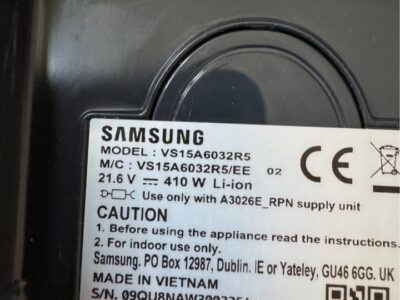 SAMSUNG
MODEL : VS15A6032R5
M/C : VS15A6032R5/EE 02
21.6 V ⎓ 410 W Li-ion
Use only with A3026E_RPN supply unit
CE
CAUTION
1. Before using the appliance read the instructions.
2. For indoor use only.
Samsung. PO Box 12987, Dublin. IE or Yateley, GU46 6GG. UK
MADE IN VIETNAM
S/N.